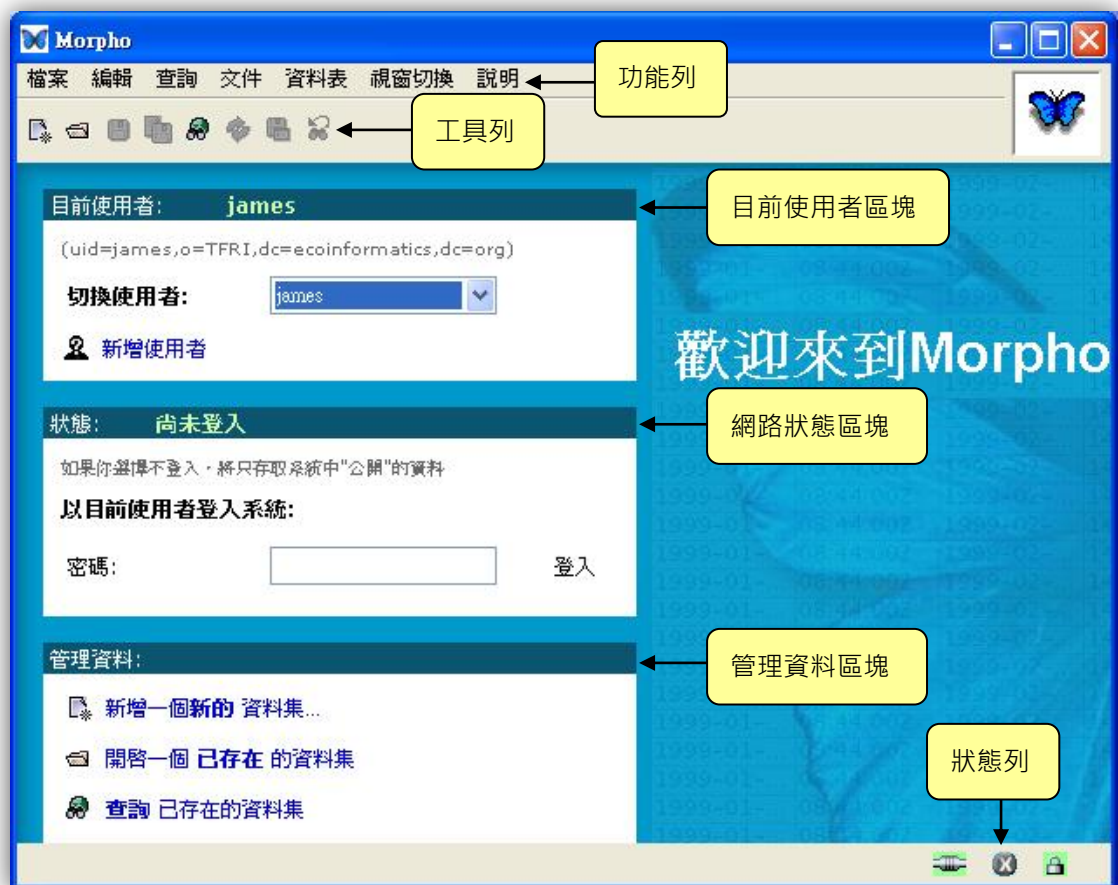 Morpho
檔案 編輯 查詢 文件 資料表 視窗切換 說明
功能列
工具列
目前使用者: james
目前使用者區塊
(uid=james,o=TFRI,dc=ecoinformatics,dc=org)
切換使用者: james
新增使用者
歡迎來到Morpho
狀態: 尚未登入
網路狀態區塊
如果你選擇不登入,將只存取系統中"公開"的資料
以目前使用者登入系統:
密碼: 登入
管理資料:
管理資料區塊
新增一個新的 資料集...
開啓一個 已存在 的資料集
查詢 已存在的資料集
狀態列